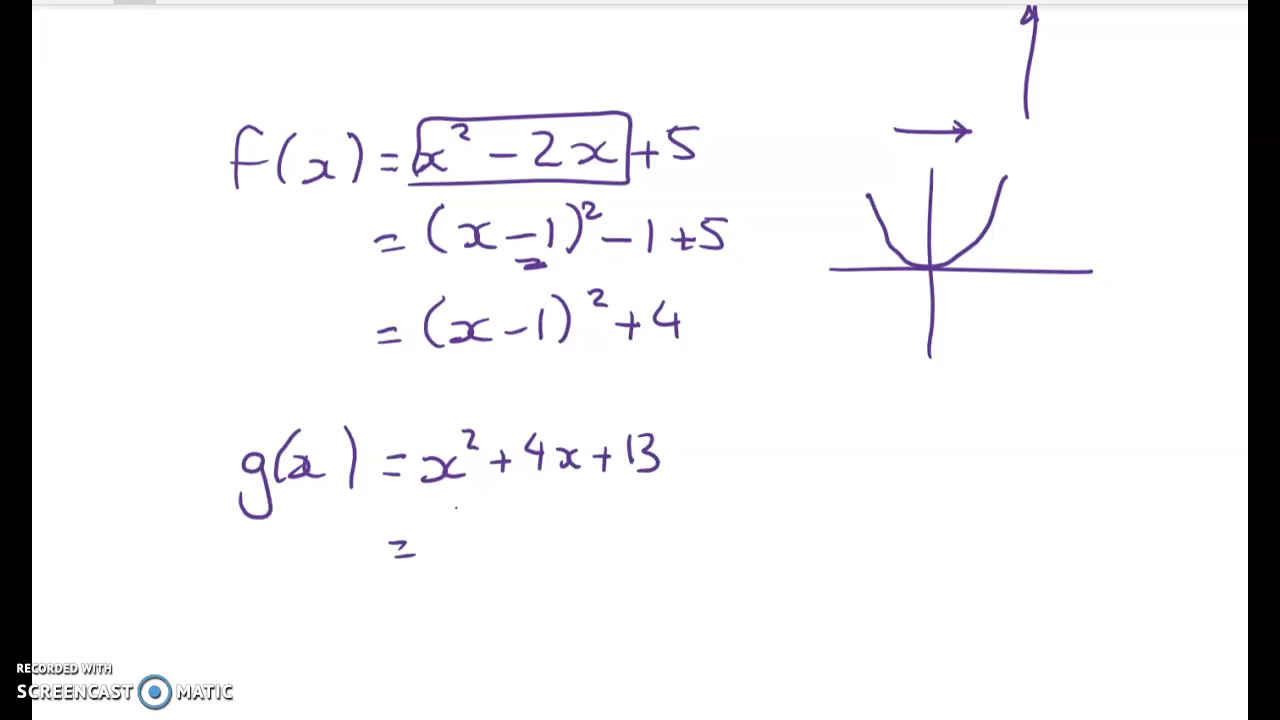 f(x) = x² - 2x + 5
= (x - 1)² - 1 + 5
= (x - 1)² + 4
g(x) = x² + 4x + 13
=
RECORDED WITH
SCREENCAST MATIC